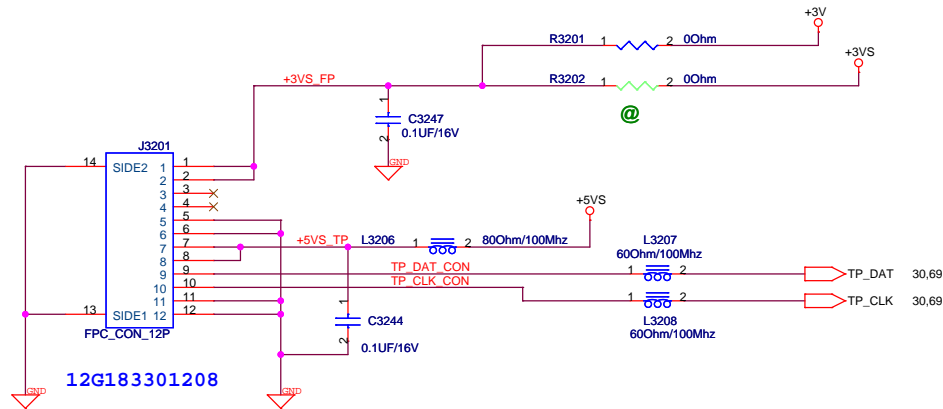 +3V
R3201 1 2 0Ohm
+3VS
+3VS_FP
R3202 1 2 0Ohm
@
1
C3247
0.1UF/16V
2
GND
J3201
14 SIDE2 1 1
2 2
3 3
4 4
5 5
6 6
7 7
8 8
9 9
10 10
11 11
13 SIDE1 12 12
FPC_CON_12P
+5VS
+5VS_TP L3206 1 2 80Ohm/100Mhz
L3207
60Ohm/100Mhz
TP_DAT_CON 1 2 TP_DAT 30,69
TP_CLK_CON 1 2 TP_CLK 30,69
L3208
60Ohm/100Mhz
1
C3244
2
0.1UF/16V
12G183301208
GND
GND